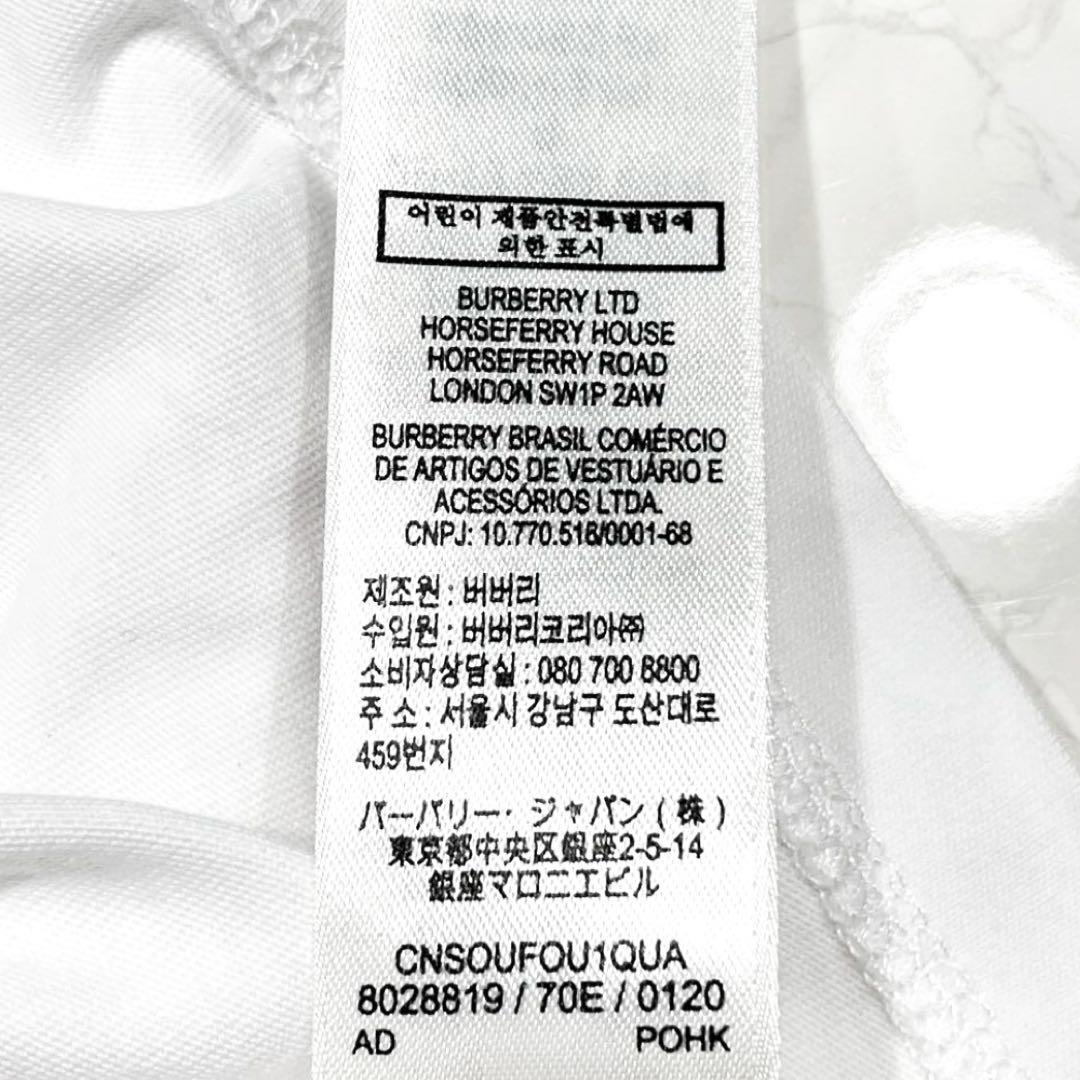 어린이 제품안전특별법에
의한 표시
BURBERRY LTD
HORSEFERRY HOUSE
HORSEFERRY ROAD
LONDON SW1P 2AW
BURBERRY BRASIL COMÉRCIO
DE ARTIGOS DE VESTUÁRIO E
ACESSÓRIOS LTDA.
CNPJ: 10.770.518/0001-68
제조원 : 버버리
수입원 : 버버리코리아㈜
소비자상담실 : 080 700 8800
주 소 : 서울시 강남구 도산대로
459번지
バーバリー・ジャパン ( 株 )
東京都中央区銀座2-5-14
銀座マロニエビル
CNSOUFOU1QUA
8028819 / 70E / 0120
AD POHK